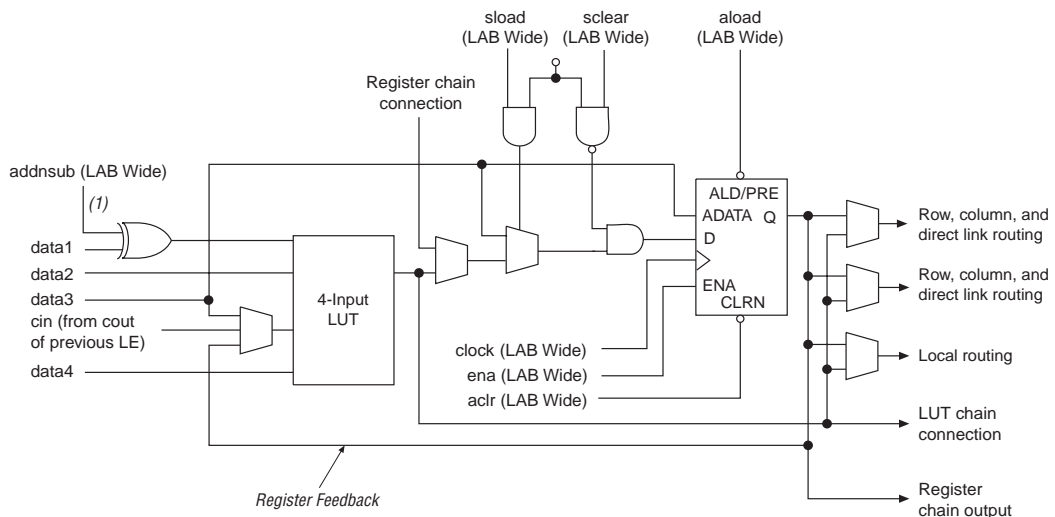 sload
(LAB Wide)
sclear
(LAB Wide)
aload
(LAB Wide)
Register chain
connection
addnsub (LAB Wide)
(1)
data1
data2
data3
cin (from cout
of previous LE)
data4
4-Input
LUT
ALD/PRE
ADATA
Q
D
ENA
CLRN
clock (LAB Wide)
ena (LAB Wide)
aclr (LAB Wide)
Row, column, and
direct link routing
Row, column, and
direct link routing
Local routing
LUT chain
connection
Register
chain output
Register Feedback